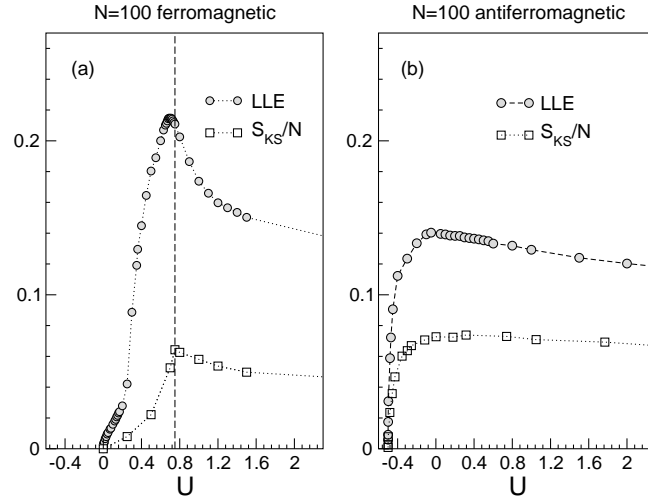 N=100 ferromagnetic
N=100 antiferromagnetic
(a)
LLE
S_KS/N
(b)
LLE
S_KS/N
0.2
0.1
0
0.2
0.1
0
-0.4 0 0.4 0.8 1.2 1.6 2
-0.4 0 0.4 0.8 1.2 1.6 2
U
U